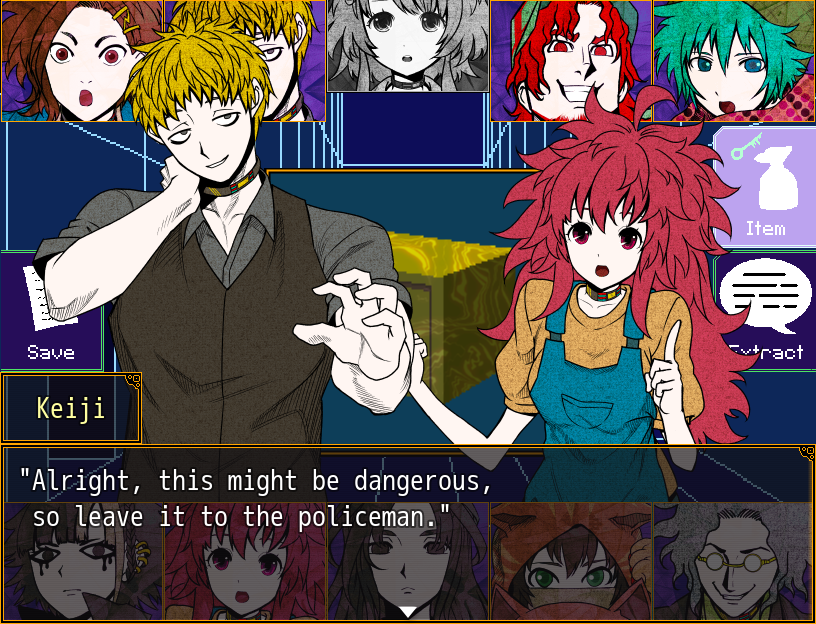 Item
Save
Extract
Keiji
"Alright, this might be dangerous,
so leave it to the policeman."